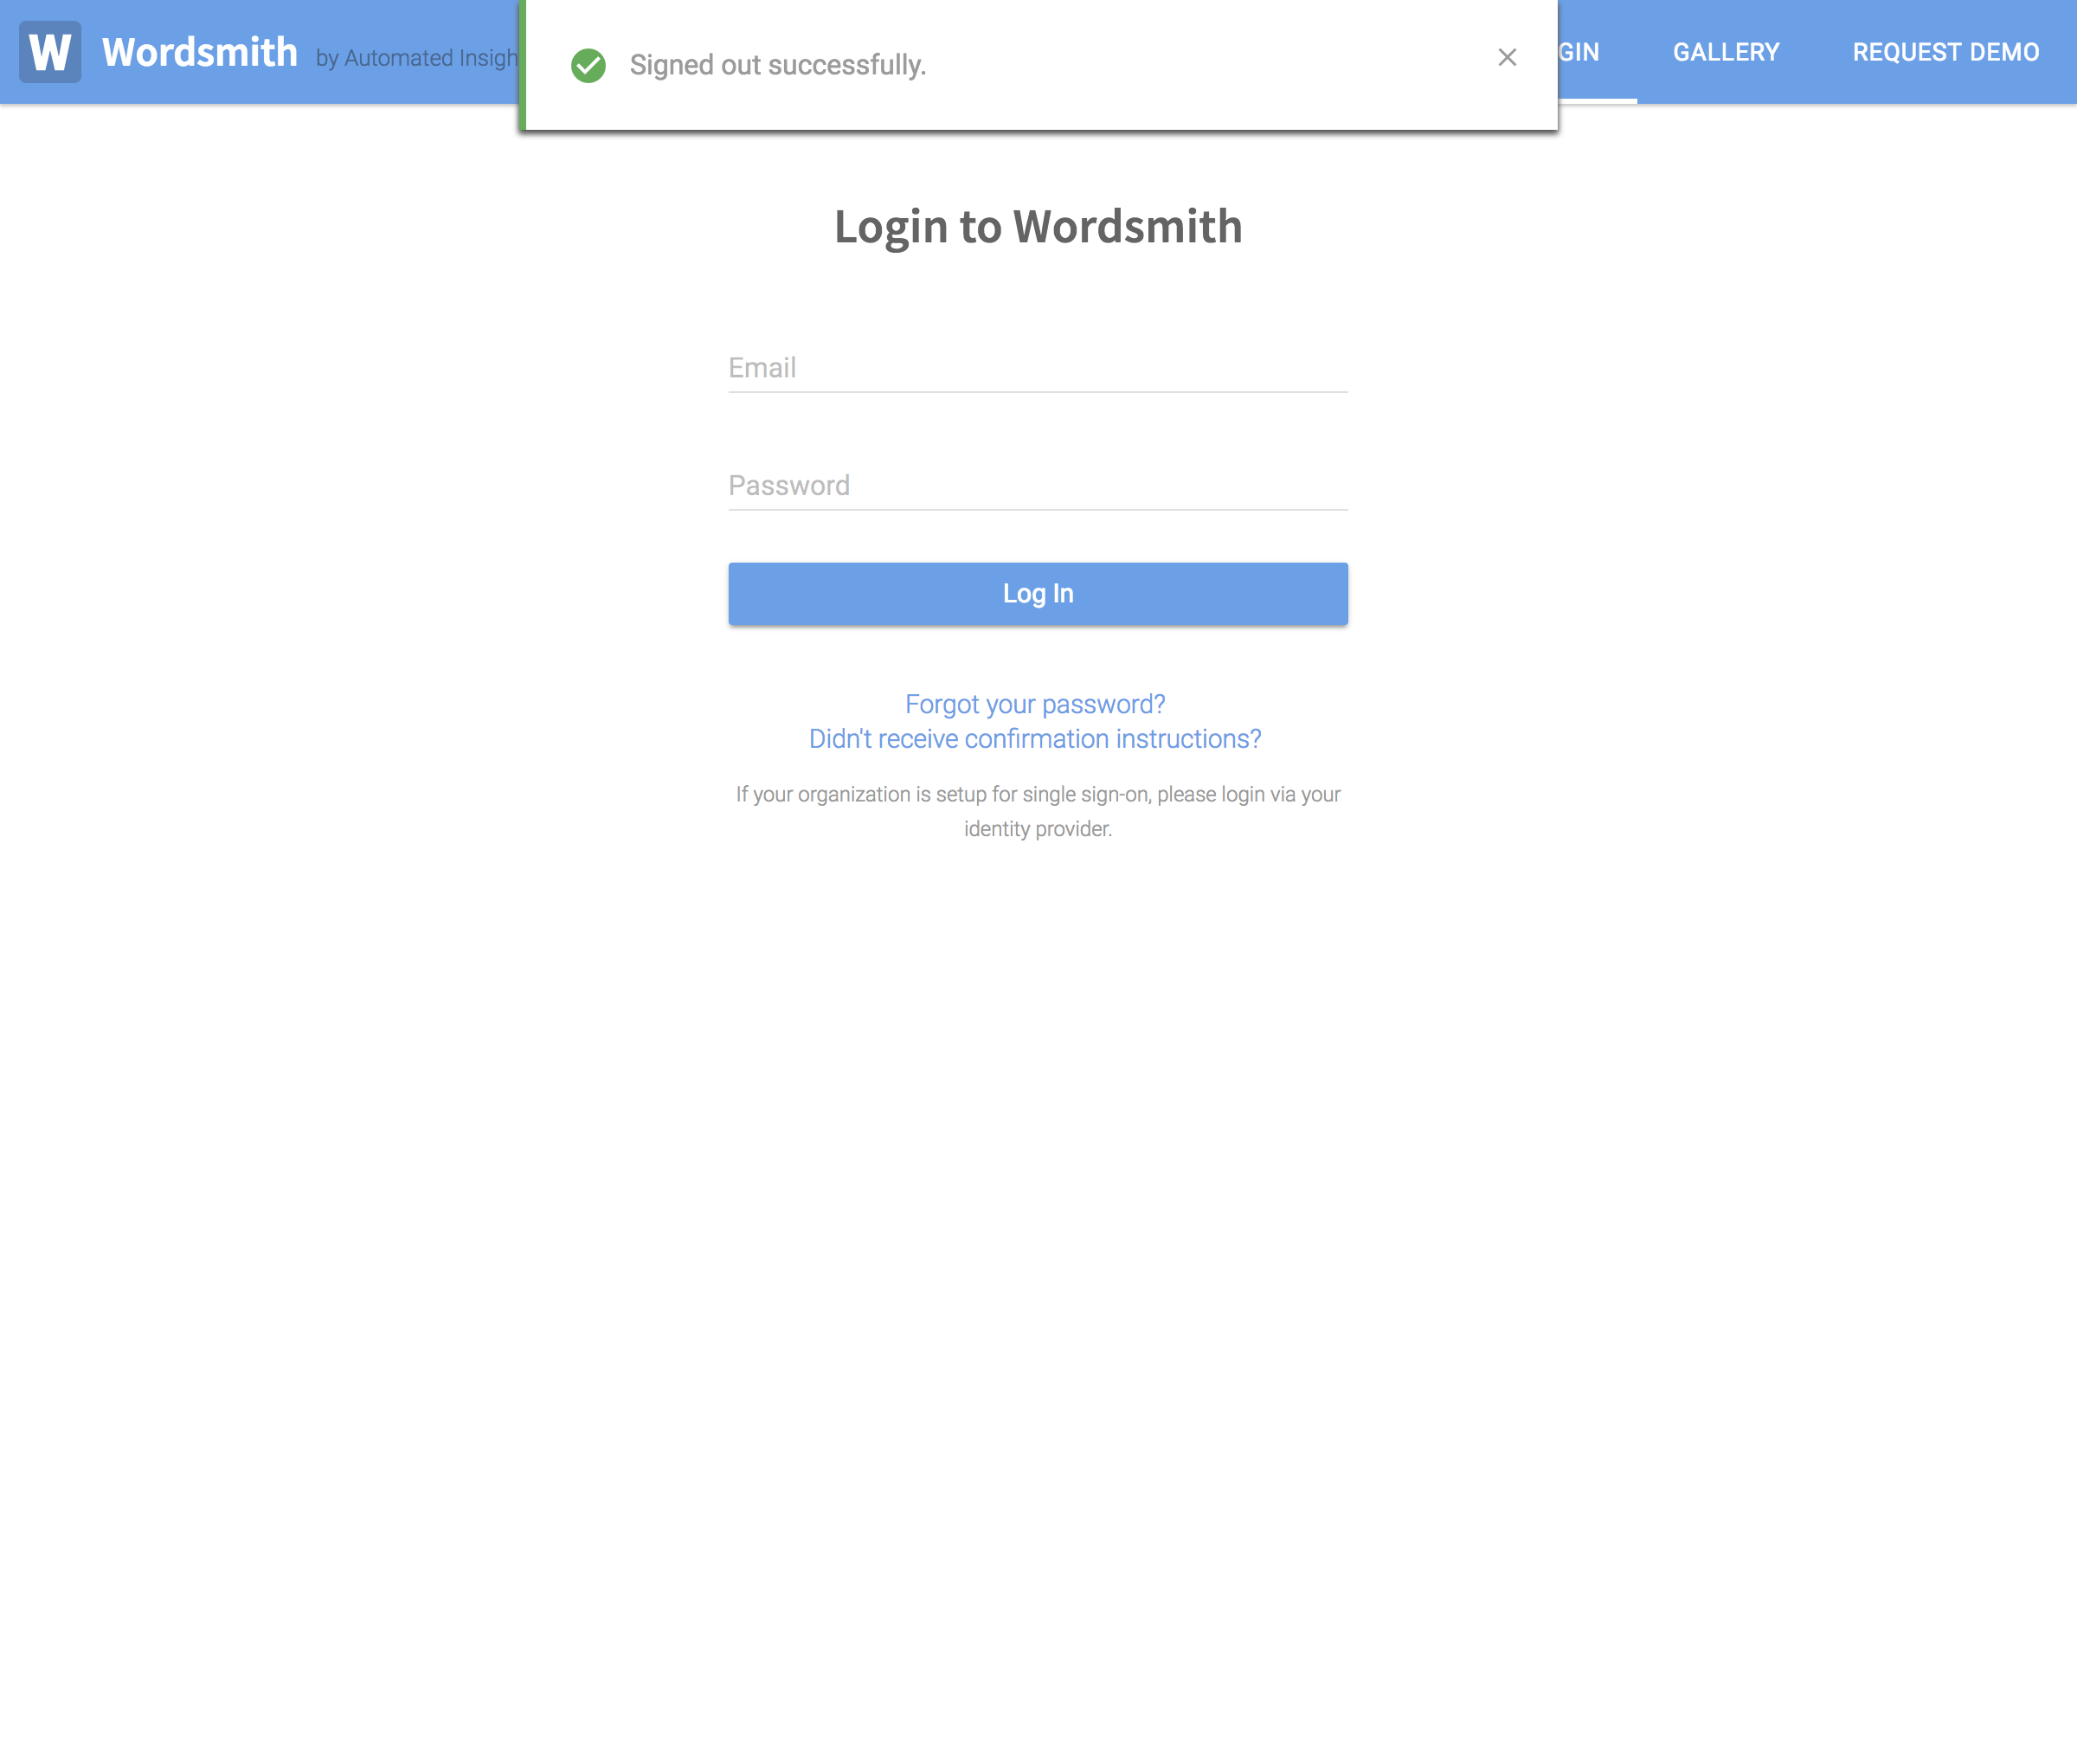 W Wordsmith by Automated Insigh
Signed out successfully.
GIN GALLERY REQUEST DEMO
Login to Wordsmith
Email
Password
Log In
Forgot your password?
Didn't receive confirmation instructions?
If your organization is setup for single sign-on, please login via your
identity provider.